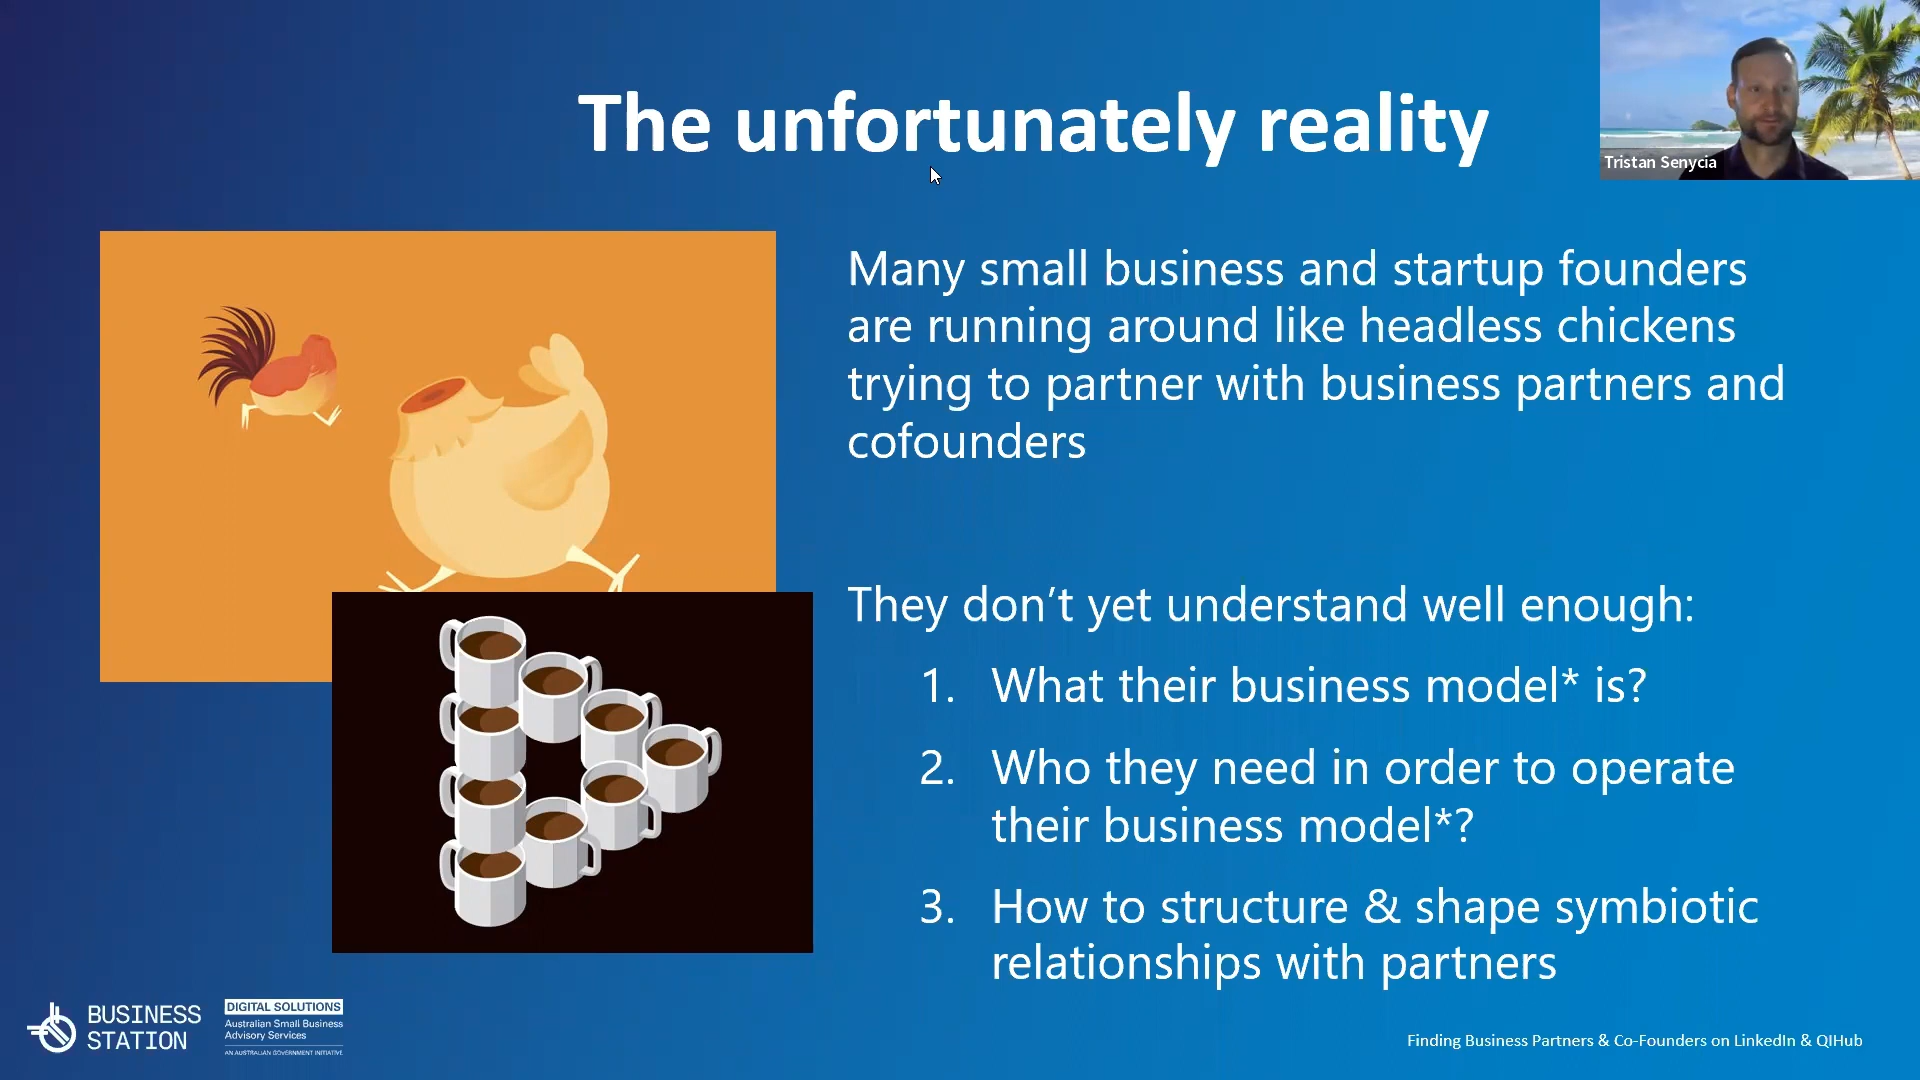 The unfortunately reality
Tristan Senycia
Many small business and startup founders
are running around like headless chickens
trying to partner with business partners and
cofounders
They don’t yet understand well enough:
1. What their business model* is?
2. Who they need in order to operate
their business model*?
3. How to structure & shape symbiotic
relationships with partners
BUSINESS
STATION
DIGITAL SOLUTIONS
Australian Small Business
Advisory Services
AN AUSTRALIAN GOVERNMENT INITIATIVE
Finding Business Partners & Co-Founders on LinkedIn & QIHub